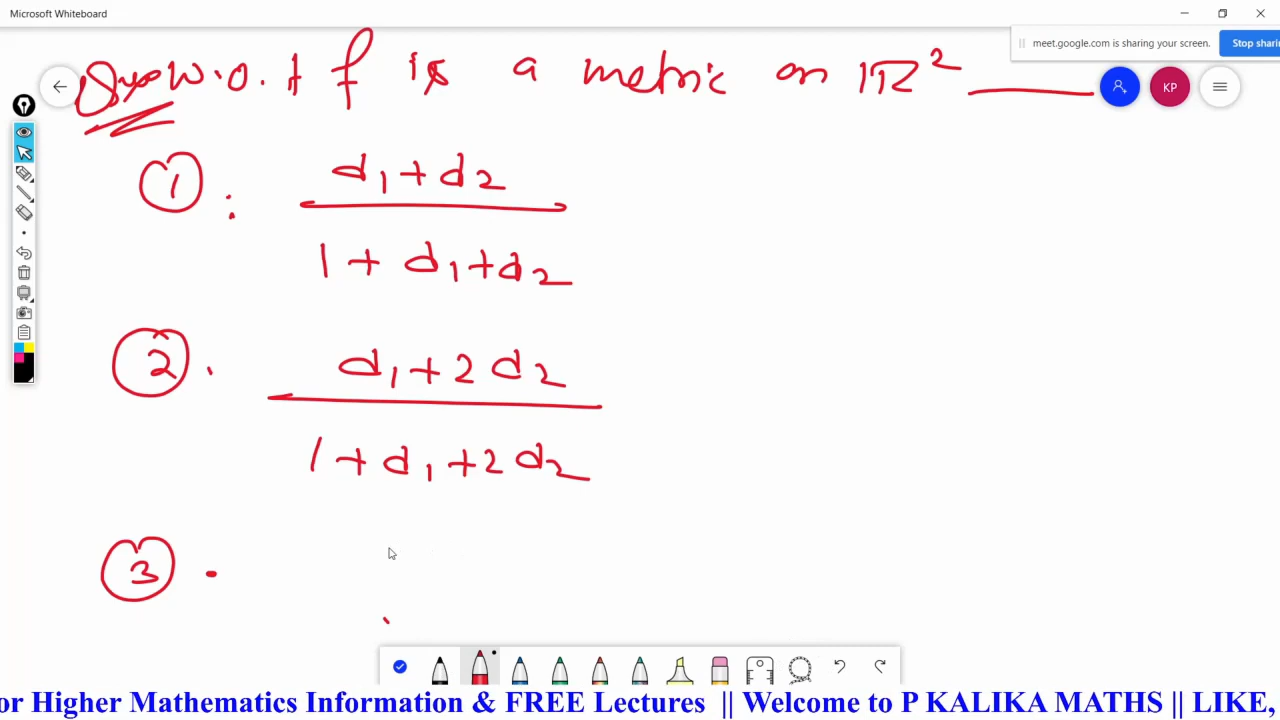 Microsoft Whiteboard
meet.google.com is sharing your screen.
Stop sharin
w.o.t f is a metric on ℝ²
KP
① : d₁+d₂
1 + d₁+d₂
② . d₁+2d₂
1+d₁+2d₂
③ .
or Higher Mathematics Information & FREE Lectures || Welcome to P KALIKA MATHS || LIKE,